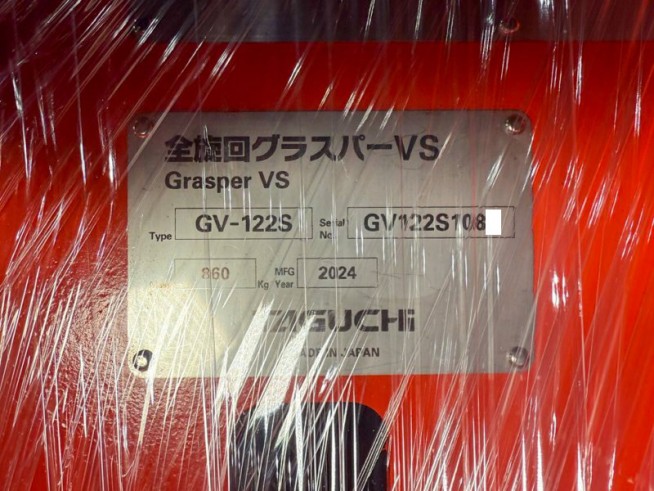 全旋回グラスパーVS
Grasper VS
Type GV-122S Serial No. GV122S108
860 Kg MFG Year 2024
TAGUCHI
MADE IN JAPAN